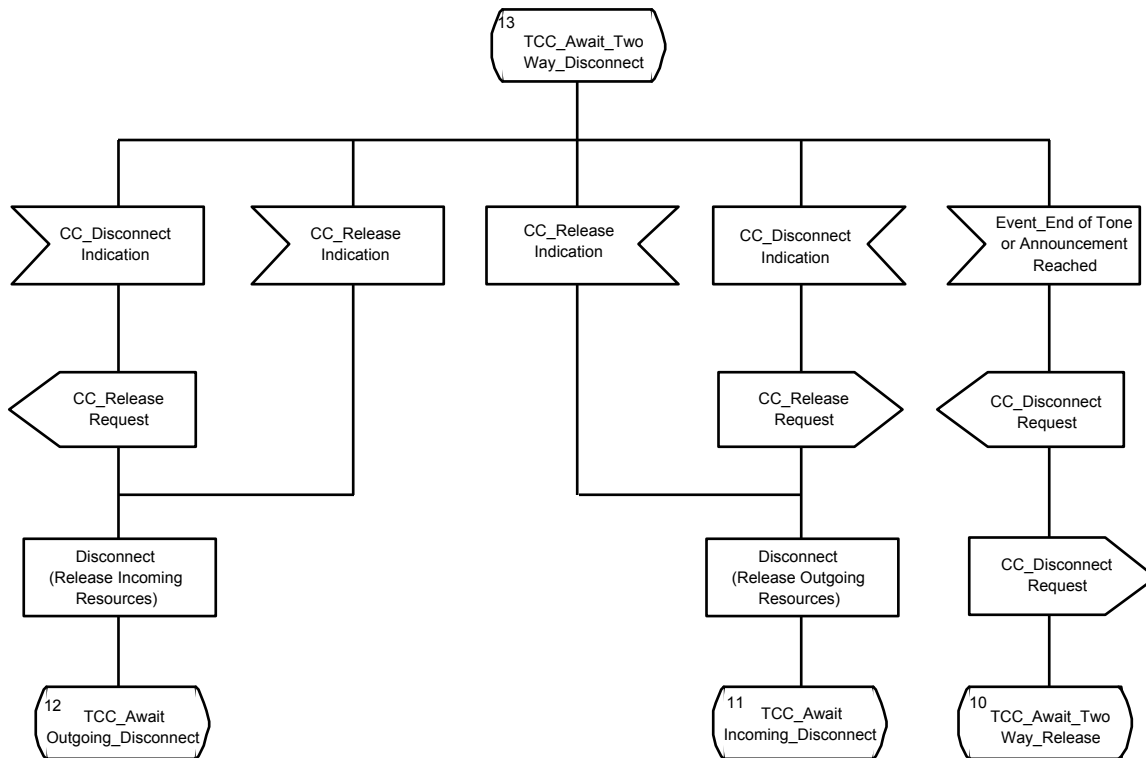 13
TCC_Await_Two
Way_Disconnect
CC_Disconnect
Indication
CC_Release
Indication
CC_Release
Indication
CC_Disconnect
Indication
Event_End of Tone
or Announcement
Reached
CC_Release
Request
CC_Release
Request
CC_Disconnect
Request
Disconnect
(Release Incoming
Resources)
Disconnect
(Release Outgoing
Resources)
CC_Disconnect
Request
12
TCC_Await
Outgoing_Disconnect
11
TCC_Await
Incoming_Disconnect
10
TCC_Await_Two
Way_Release